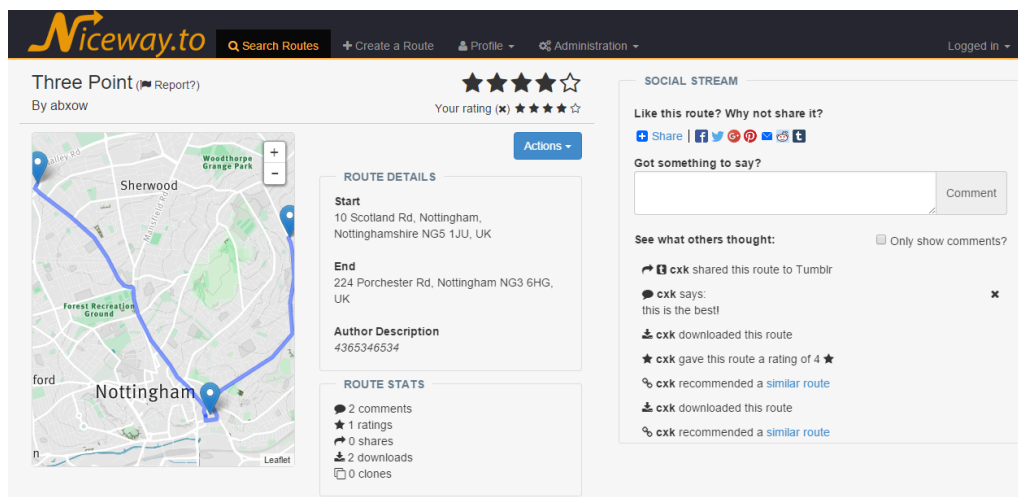 Niceway.to
Search Routes
Create a Route
Profile
Administration
Logged in
Three Point ( Report?)
By abxow
Your rating (x)
Valley Rd
Woodthorpe
Grange Park
Sherwood
Mansfield Rd
Forest Recreation
Ground
ford
Nottingham
n
+
-
Leaflet
Actions
ROUTE DETAILS
Start
10 Scotland Rd, Nottingham,
Nottinghamshire NG5 1JU, UK
End
224 Porchester Rd, Nottingham NG3 6HG,
UK
Author Description
4365346534
ROUTE STATS
2 comments
1 ratings
0 shares
2 downloads
0 clones
SOCIAL STREAM
Like this route? Why not share it?
Share |
Got something to say?
Comment
See what others thought:
Only show comments?
cxk shared this route to Tumblr
cxk says:
this is the best!
cxk downloaded this route
cxk gave this route a rating of 4
cxk recommended a similar route
cxk downloaded this route
cxk recommended a similar route